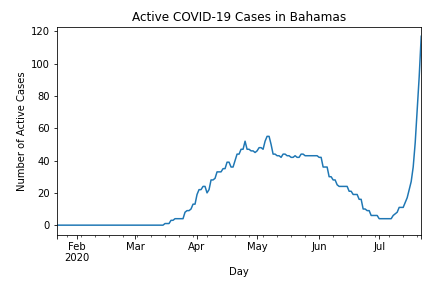 Active COVID-19 Cases in Bahamas
120
100
80
60
40
20
0
Number of Active Cases
Feb Mar Apr May Jun Jul
2020
Day